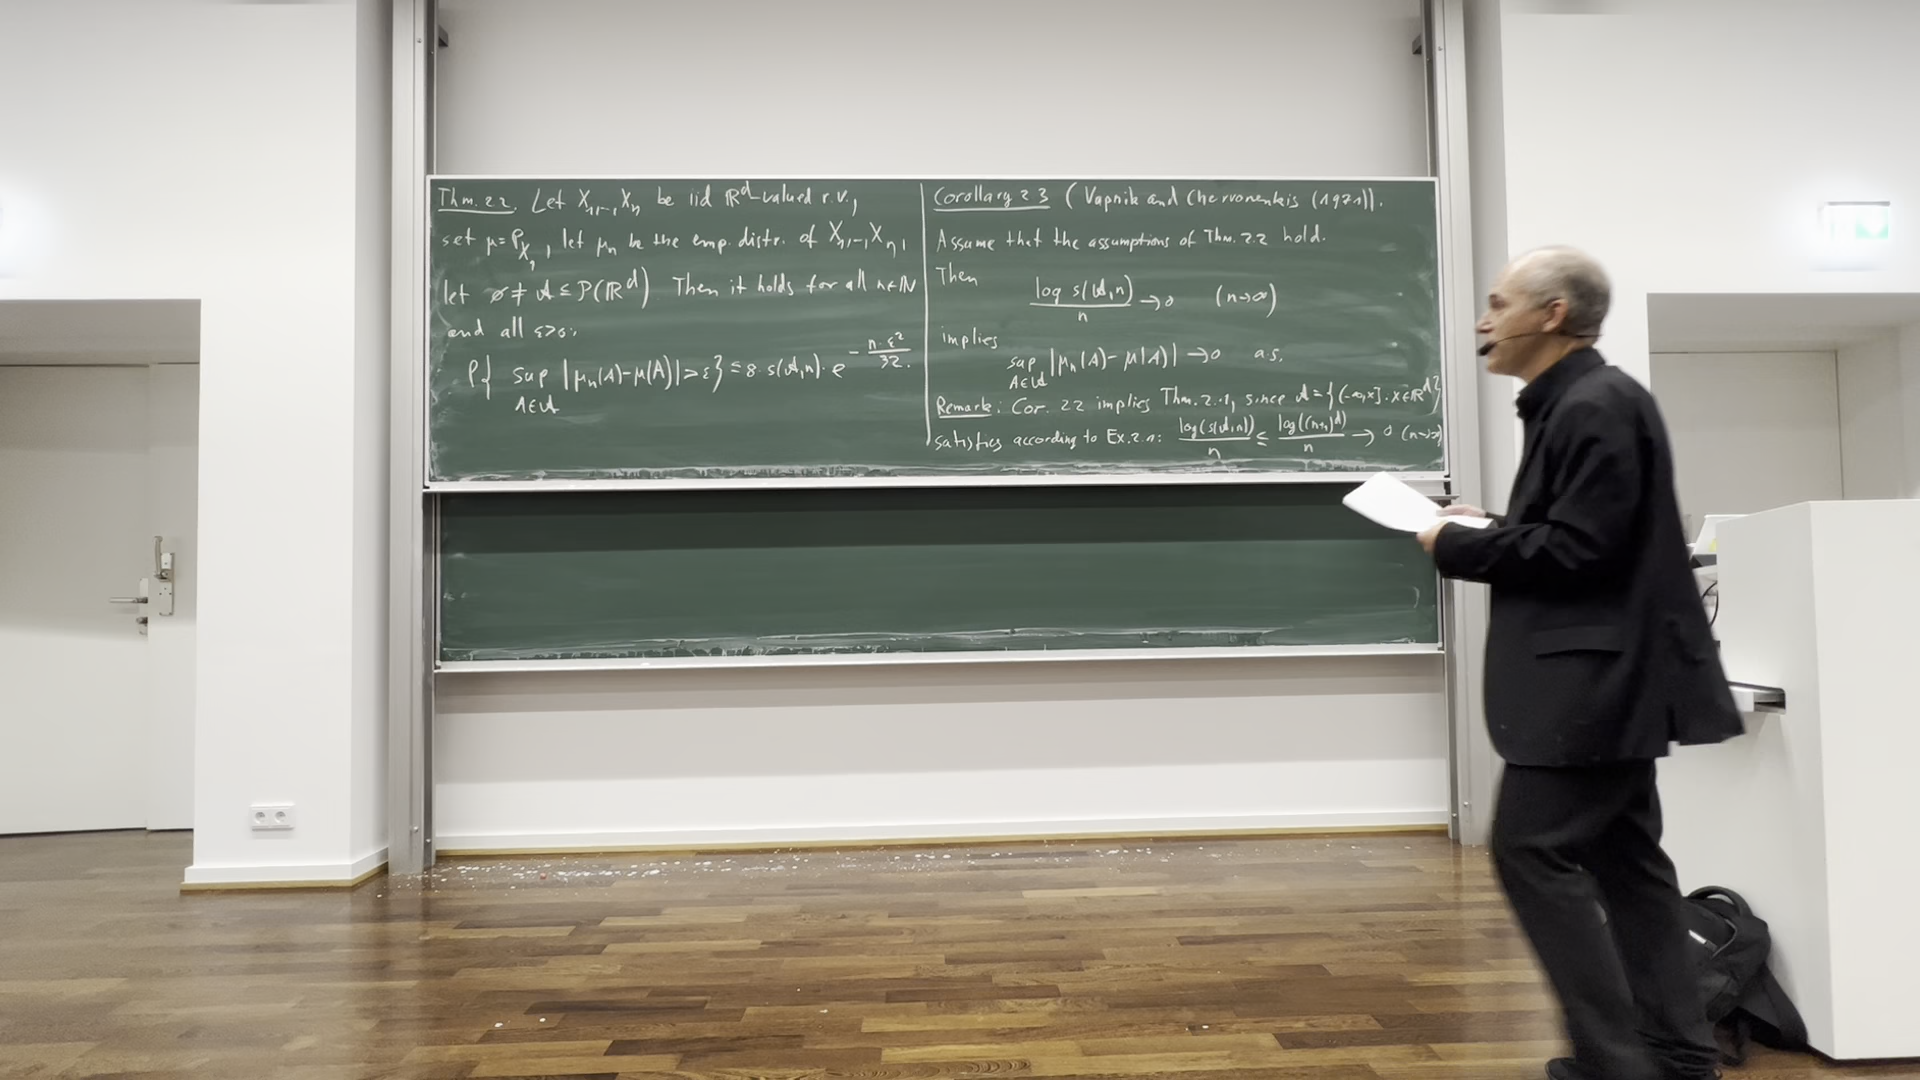 Thm. 2.2. Let X₁,…,Xₙ be iid ℝᵈ-valued r.v.,
set μ = P_{X₁}, let μₙ be the emp. distr. of X₁,…,Xₙ,
let ∅ ≠ 𝒜 ⊆ P(ℝᵈ). Then it holds for all n∈ℕ
and all ε>0:
P{ sup_{A∈𝒜} |μₙ(A)-μ(A)| > ε } ≤ 8·s(𝒜,n)·e^{-n·ε²/32}.
Corollary 2.3 (Vapnik and Chervonenkis (1971)).
Assume that the assumptions of Thm. 2.2 hold.
Then
log s(𝒜,n)/n → 0 (n→∞)
implies
sup_{A∈𝒜} |μₙ(A)-μ(A)| → 0 a.s.
Remark: Cor. 2.2 implies Thm. 2.1, since 𝒜 = {(-∞,x] : x∈ℝᵈ}
satisfies according to Ex. 2.1: log(s(𝒜,n))/n ≤ log((n+1)ᵈ)/n → 0 (n→∞)